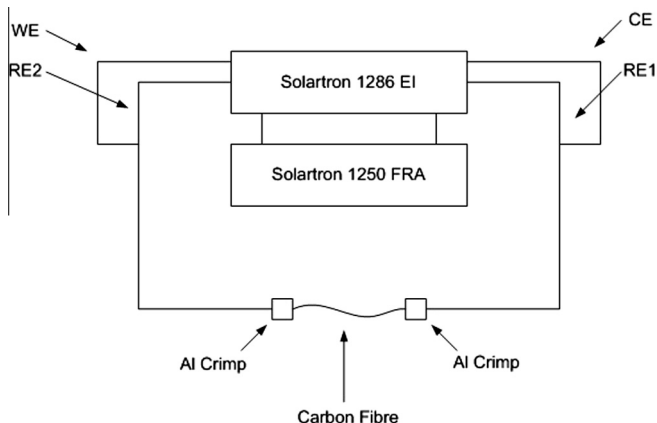 WE
CE
RE2
Solartron 1286 EI
RE1
Solartron 1250 FRA
Al Crimp
Al Crimp
Carbon Fibre